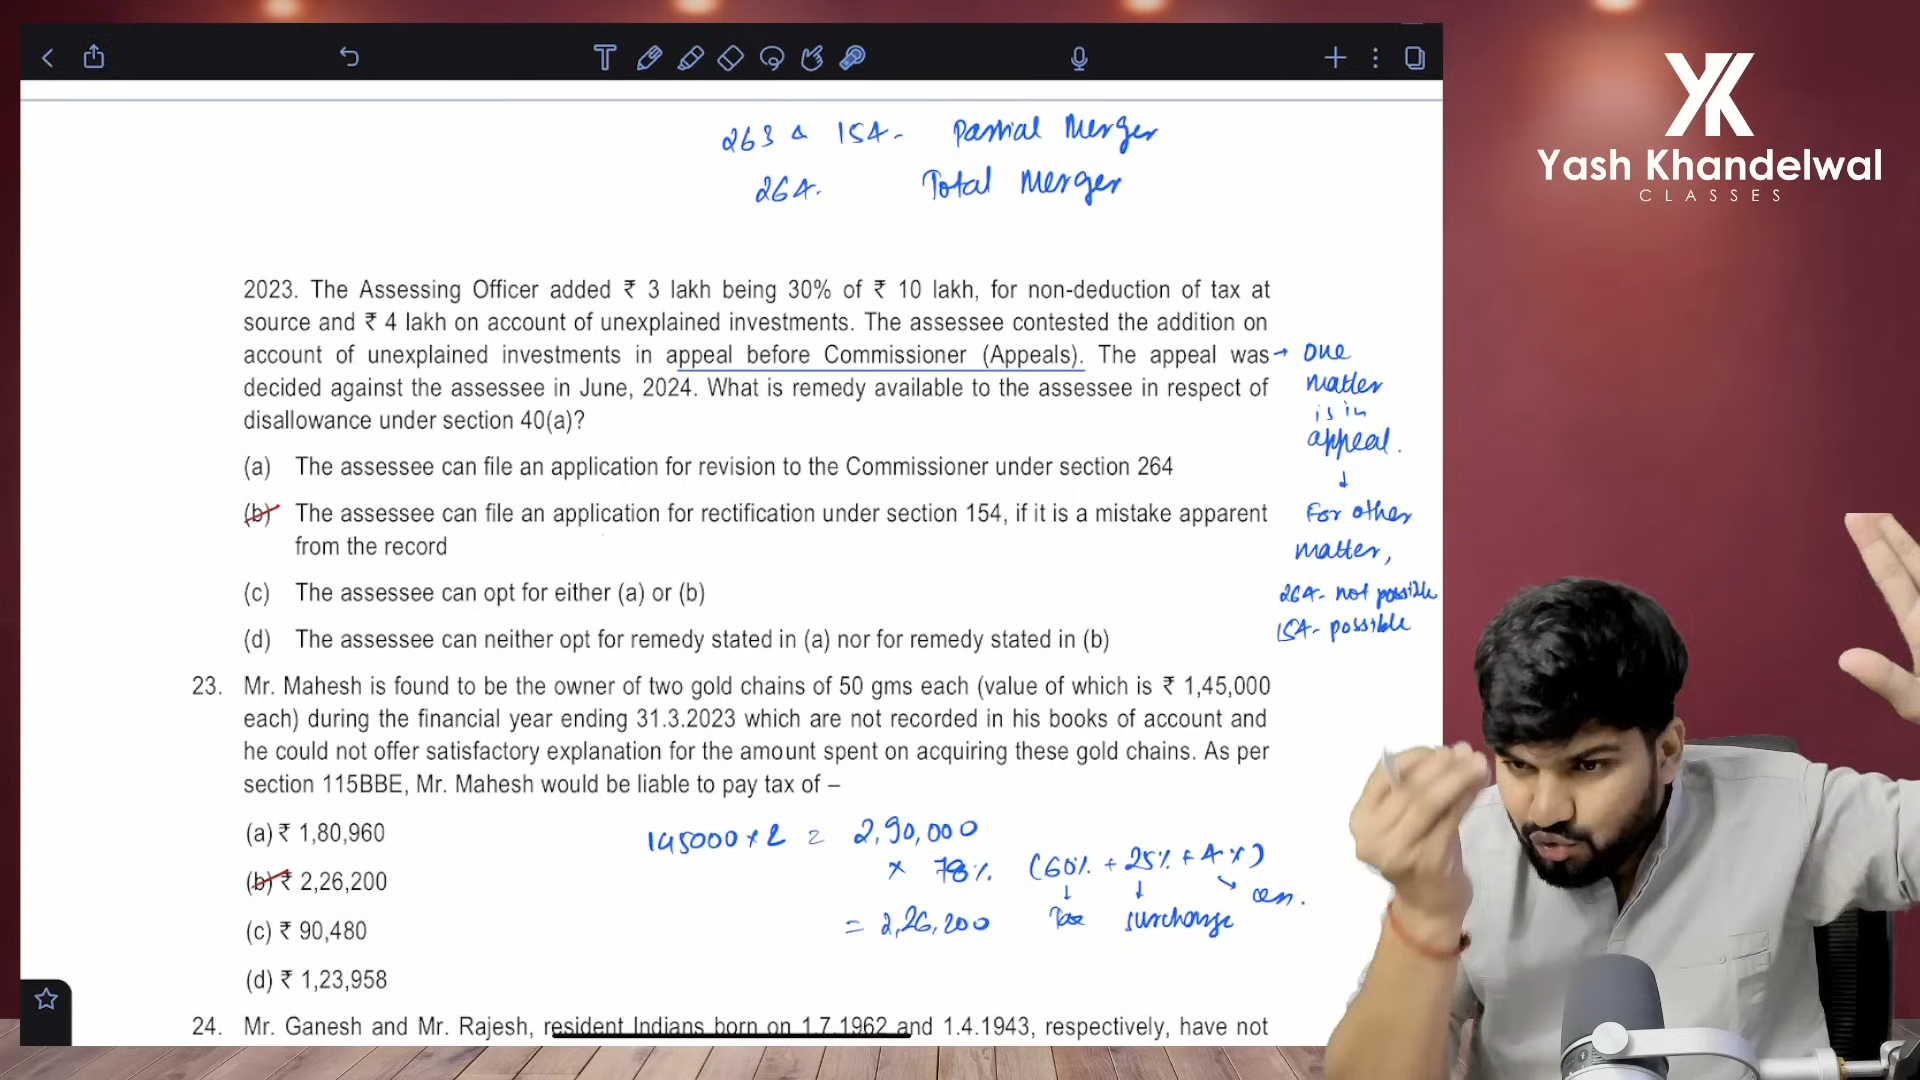 263 & 154- Partial Merger
264. Total Merger
2023. The Assessing Officer added ₹ 3 lakh being 30% of ₹ 10 lakh, for non-deduction of tax at
source and ₹ 4 lakh on account of unexplained investments. The assessee contested the addition on
account of unexplained investments in appeal before Commissioner (Appeals). The appeal was
decided against the assessee in June, 2024. What is remedy available to the assessee in respect of
disallowance under section 40(a)?
(a) The assessee can file an application for revision to the Commissioner under section 264
(b) The assessee can file an application for rectification under section 154, if it is a mistake apparent
from the record
(c) The assessee can opt for either (a) or (b)
(d) The assessee can neither opt for remedy stated in (a) nor for remedy stated in (b)
→ one
matter
is in
appeal.
↓
For other
matter,
264- not possible
154- possible
23. Mr. Mahesh is found to be the owner of two gold chains of 50 gms each (value of which is ₹ 1,45,000
each) during the financial year ending 31.3.2023 which are not recorded in his books of account and
he could not offer satisfactory explanation for the amount spent on acquiring these gold chains. As per
section 115BBE, Mr. Mahesh would be liable to pay tax of –
(a) ₹ 1,80,960
(b) ₹ 2,26,200
(c) ₹ 90,480
(d) ₹ 1,23,958
145000 x 2 = 2,90,000
x 78% (60% + 25% + 4%)
= 2,26,200 Tax surcharge cess.
24. Mr. Ganesh and Mr. Rajesh, resident Indians born on 1.7.1962 and 1.4.1943, respectively, have not
YK
Yash Khandelwal
CLASSES